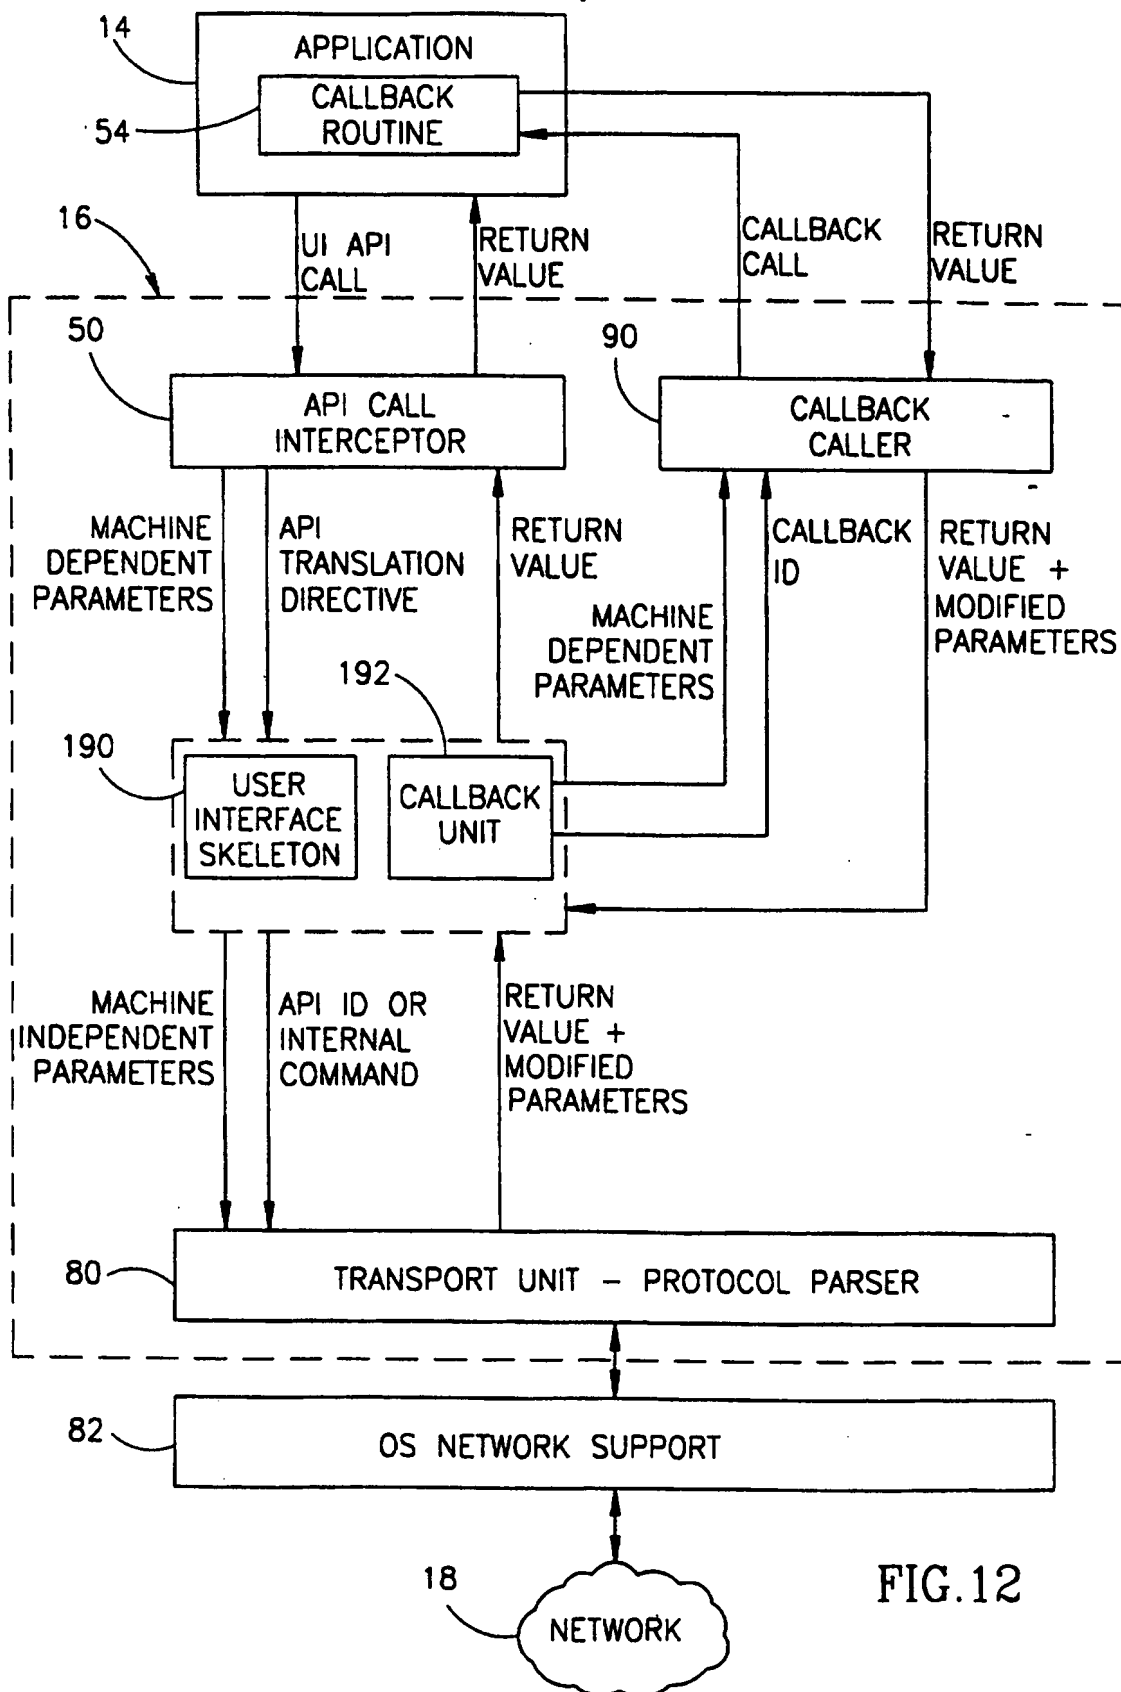 14
APPLICATION
CALLBACK
ROUTINE
54
16
UI API
CALL
RETURN
VALUE
CALLBACK
CALL
RETURN
VALUE
50
90
API CALL
INTERCEPTOR
CALLBACK
CALLER
MACHINE
DEPENDENT
PARAMETERS
API
TRANSLATION
DIRECTIVE
RETURN
VALUE
CALLBACK
ID
RETURN
VALUE +
MODIFIED
PARAMETERS
MACHINE
DEPENDENT
PARAMETERS
192
190
USER
INTERFACE
SKELETON
CALLBACK
UNIT
MACHINE
INDEPENDENT
PARAMETERS
API ID OR
INTERNAL
COMMAND
RETURN
VALUE +
MODIFIED
PARAMETERS
80
TRANSPORT UNIT - PROTOCOL PARSER
82
OS NETWORK SUPPORT
18
NETWORK
FIG.12